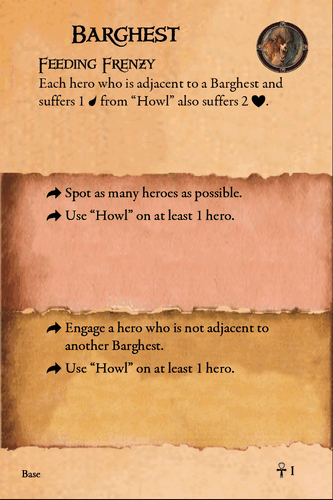 Barghest
Feeding Frenzy
Each hero who is adjacent to a Barghest and
suffers 1 from “Howl” also suffers 2 .
Spot as many heroes as possible.
Use “Howl” on at least 1 hero.
Engage a hero who is not adjacent to
another Barghest.
Use “Howl” on at least 1 hero.
Base
1